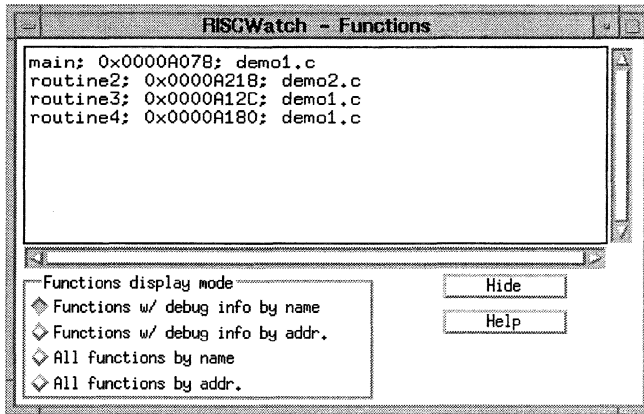 RISCWatch - Functions
main; 0x0000A078; demo1.c
routine2; 0x0000A218; demo2.c
routine3; 0x0000A12C; demo1.c
routine4; 0x0000A180; demo1.c
Functions display mode
Functions w/ debug info by name
Functions w/ debug info by addr.
All functions by name
All functions by addr.
Hide
Help